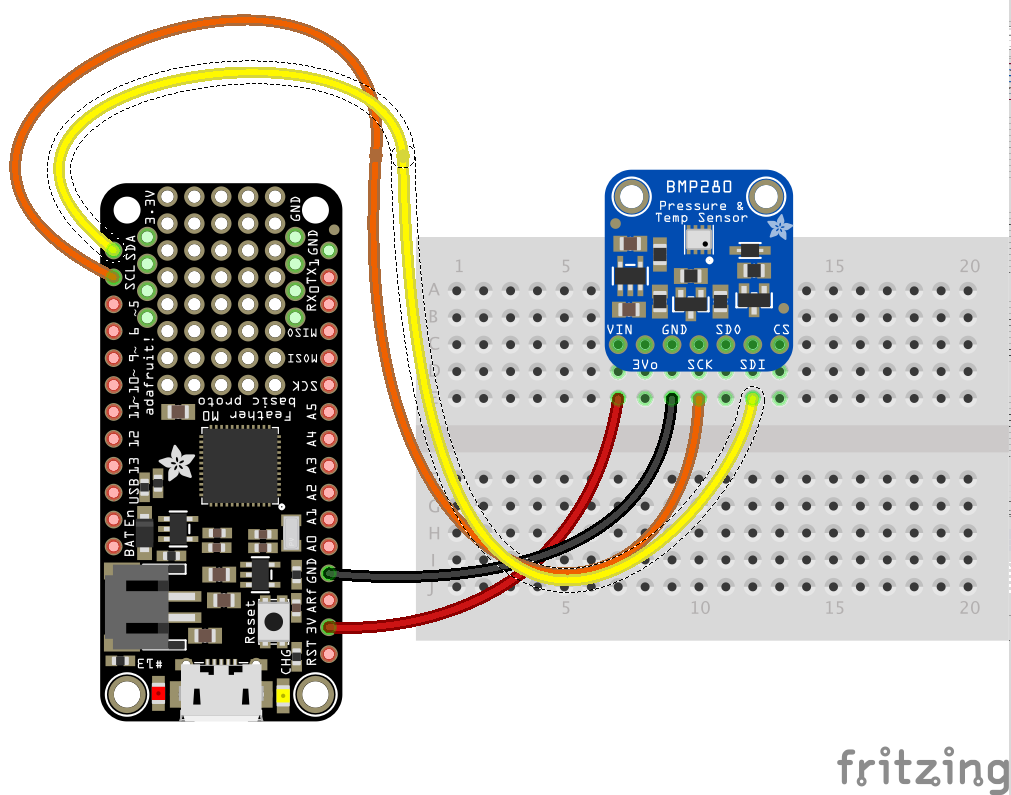 3.3V
GND
SDA
SCL
~5
6
9~
10~
11~
12
13
USB
En
BAT
adafruit!
GND
TX1
RX0
MISO
MOSI
SCK
A5
A4
A3
A2
A1
A0
GND
ARf
3V
RST
Feather M0
basic proto
Reset
CHG
#13
BMP280
Pressure &
Temp Sensor
VIN GND SDO CS
3Vo SCK SDI
1 5 15 20
A
B
C
D
G
H
I
J
5 10 15 20
fritzing